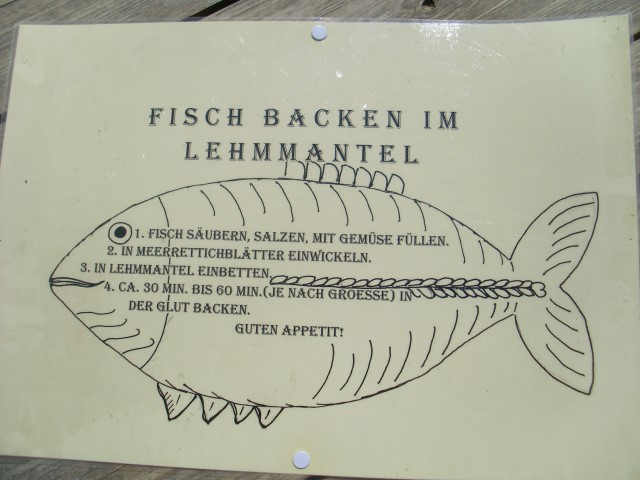 FISCH BACKEN IM
LEHMMANTEL
1. FISCH SÄUBERN, SALZEN, MIT GEMÜSE FÜLLEN.
2. IN MEERRETTICHBLÄTTER EINWICKELN.
3. IN LEHMMANTEL EINBETTEN.
4. CA. 30 MIN. BIS 60 MIN.(JE NACH GROESSE) IN
DER GLUT BACKEN.
GUTEN APPETIT!